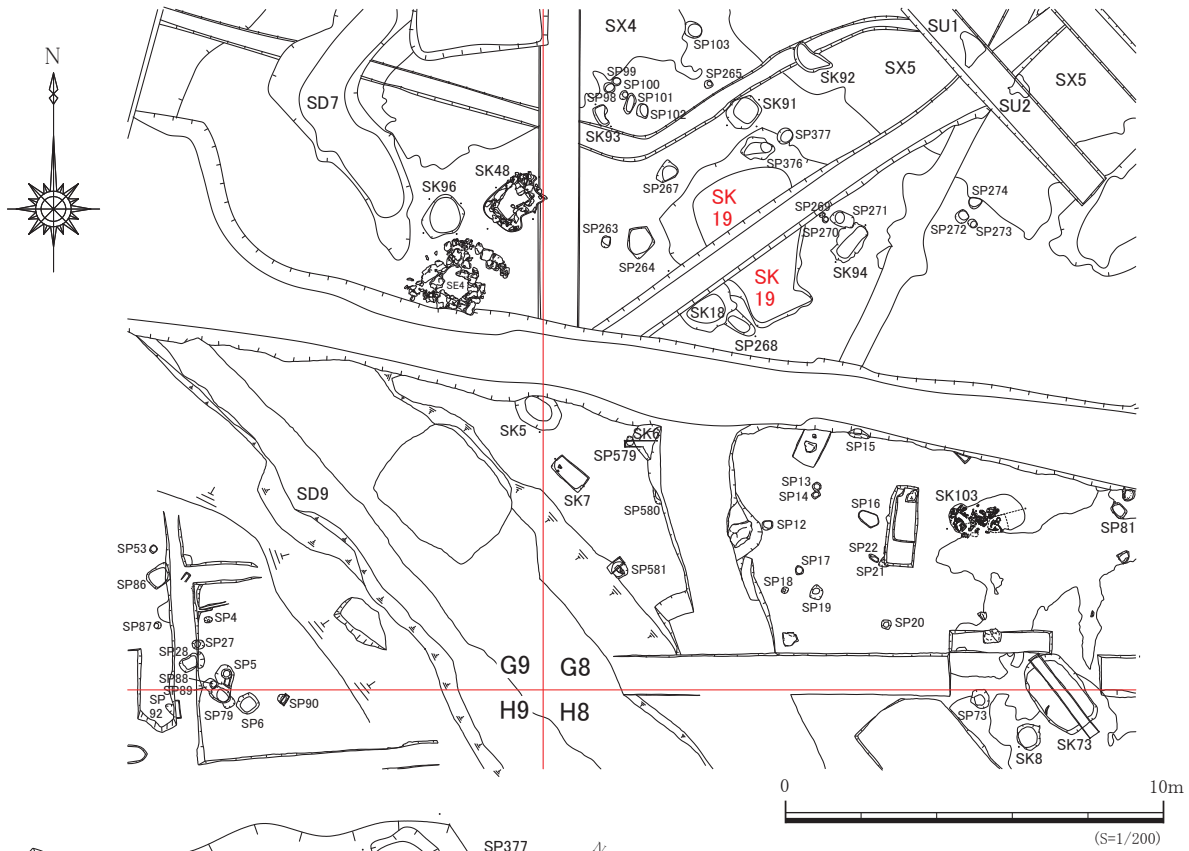 N
SX4
SU1
SP103
SP99
SP100
SP265
SK92
SX5
SX5
SP98
SP101
SP102
SD7
SK91
SU2
SK93
SP377
SP376
SK48
SK96
SP267
SK
19
SP274
SP269
SP271
SP272
SP273
SP270
SP263
SP264
SK94
SE4
SK
19
SK18
SP268
SK5
SK6
SP579
SP15
SK7
SP13
SP14
SP16
SK103
SD9
SP580
SP12
SP81
SP53
SP22
SP21
SP581
SP17
SP86
SP18
SP19
SP87
SP4
SP20
SP27
SP28
SP5
G9
G8
SP88
SP89
SP
92
SP79
SP6
SP90
H9
H8
SP73
SK8
SK73
0
10m
(S=1/200)
SP377